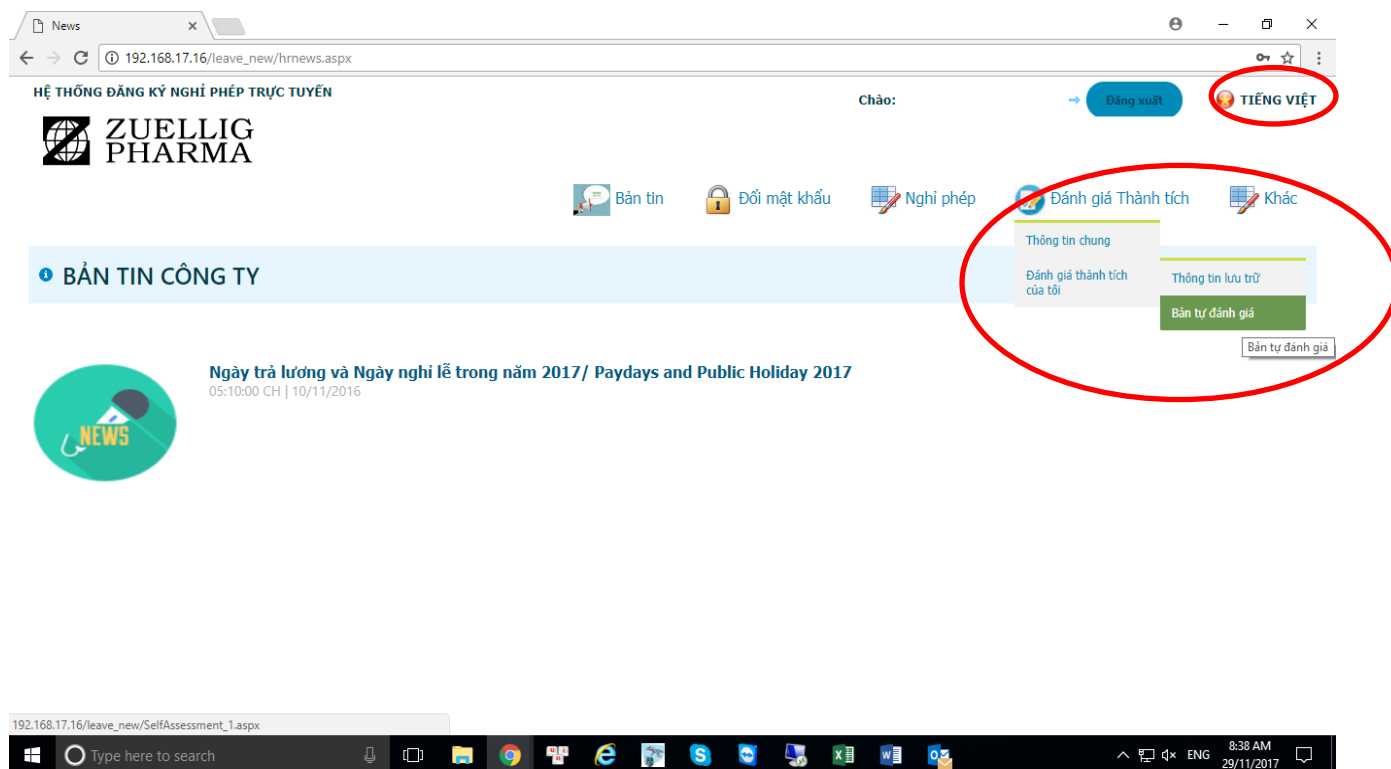 News
192.168.17.16/leave_new/hrnews.aspx
HỆ THỐNG ĐĂNG KÝ NGHỈ PHÉP TRỰC TUYẾN
Chào:
Đăng xuất
TIẾNG VIỆT
ZUELLIG
PHARMA
Bản tin
Đổi mật khẩu
Nghỉ phép
Đánh giá Thành tích
Khác
Thông tin chung
Đánh giá thành tích
của tôi
Thông tin lưu trữ
Bản tự đánh giá
Bản tự đánh giá
BẢN TIN CÔNG TY
Ngày trả lương và Ngày nghỉ lễ trong năm 2017/ Paydays and Public Holiday 2017
05:10:00 CH | 10/11/2016
NEWS
192.168.17.16/leave_new/SelfAssessment_1.aspx
Type here to search
ENG
8:38 AM
29/11/2017